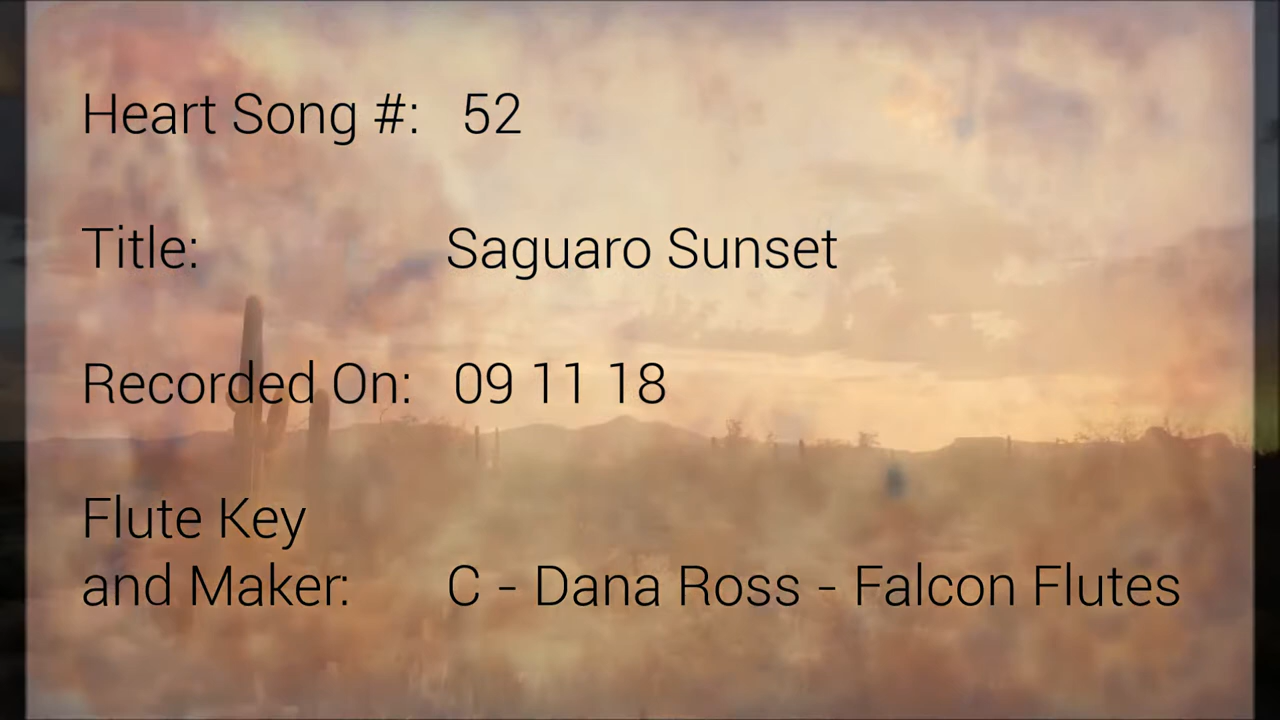 Heart Song #: 52
Title: Saguaro Sunset
Recorded On: 09 11 18
Flute Key
and Maker: C - Dana Ross - Falcon Flutes